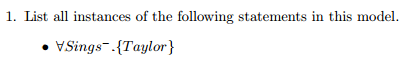 1. List all instances of the following statements in this model.
• ∀Sings⁻.{Taylor}